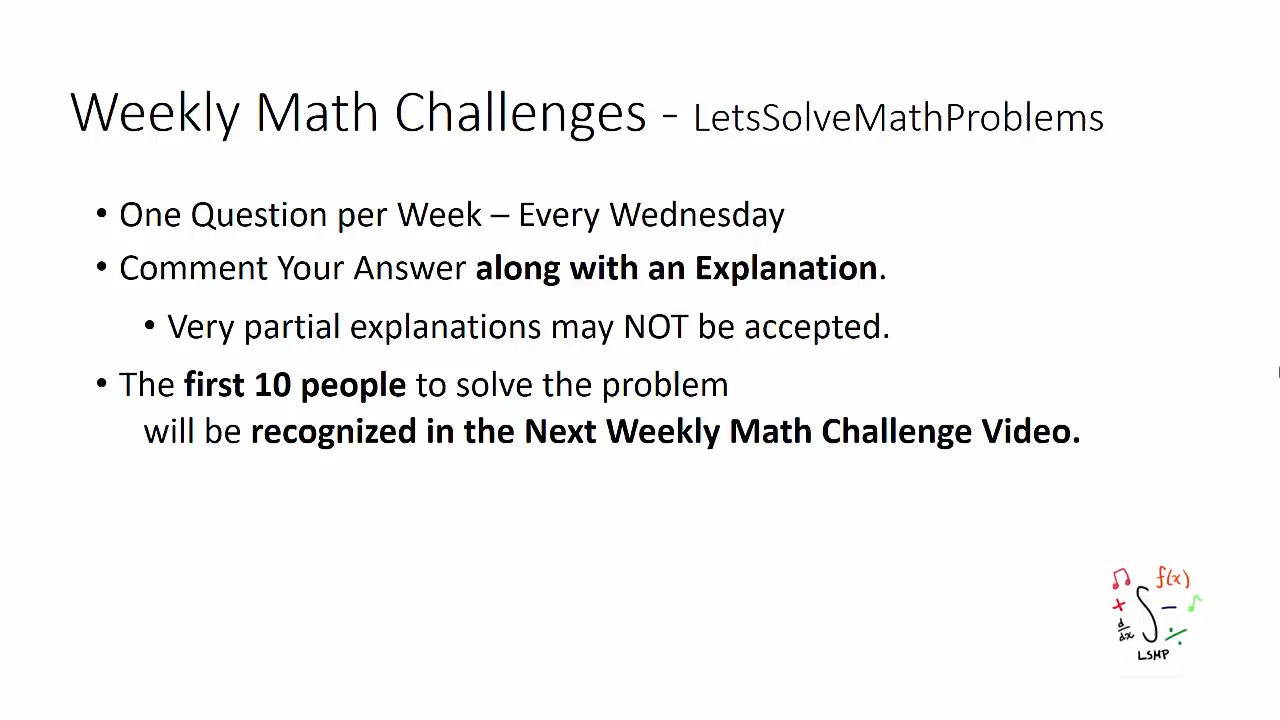 Weekly Math Challenges - LetsSolveMathProblems
• One Question per Week – Every Wednesday
• Comment Your Answer along with an Explanation.
• Very partial explanations may NOT be accepted.
• The first 10 people to solve the problem
will be recognized in the Next Weekly Math Challenge Video.
f(x)
+ ∫ −
d/dx ÷
LSMP